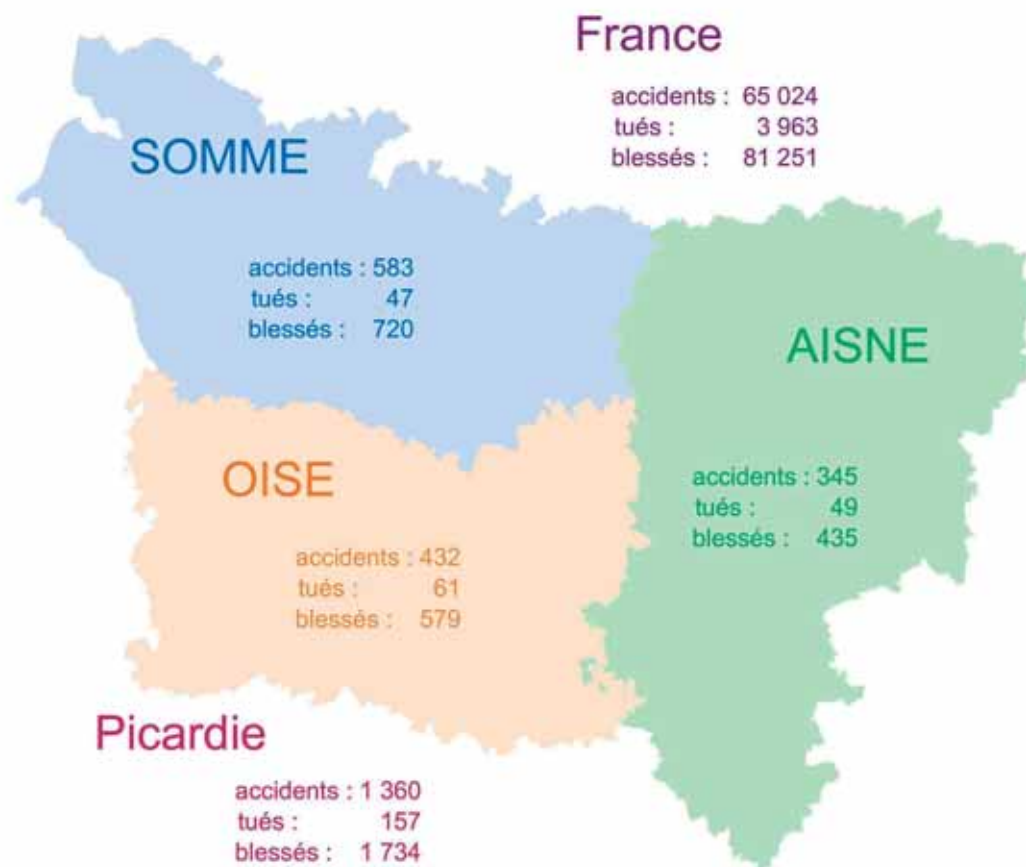 France
accidents : 65 024
tués : 3 963
blessés : 81 251
SOMME
accidents : 583
tués : 47
blessés : 720
AISNE
accidents : 345
tués : 49
blessés : 435
OISE
accidents : 432
tués : 61
blessés : 579
Picardie
accidents : 1 360
tués : 157
blessés : 1 734